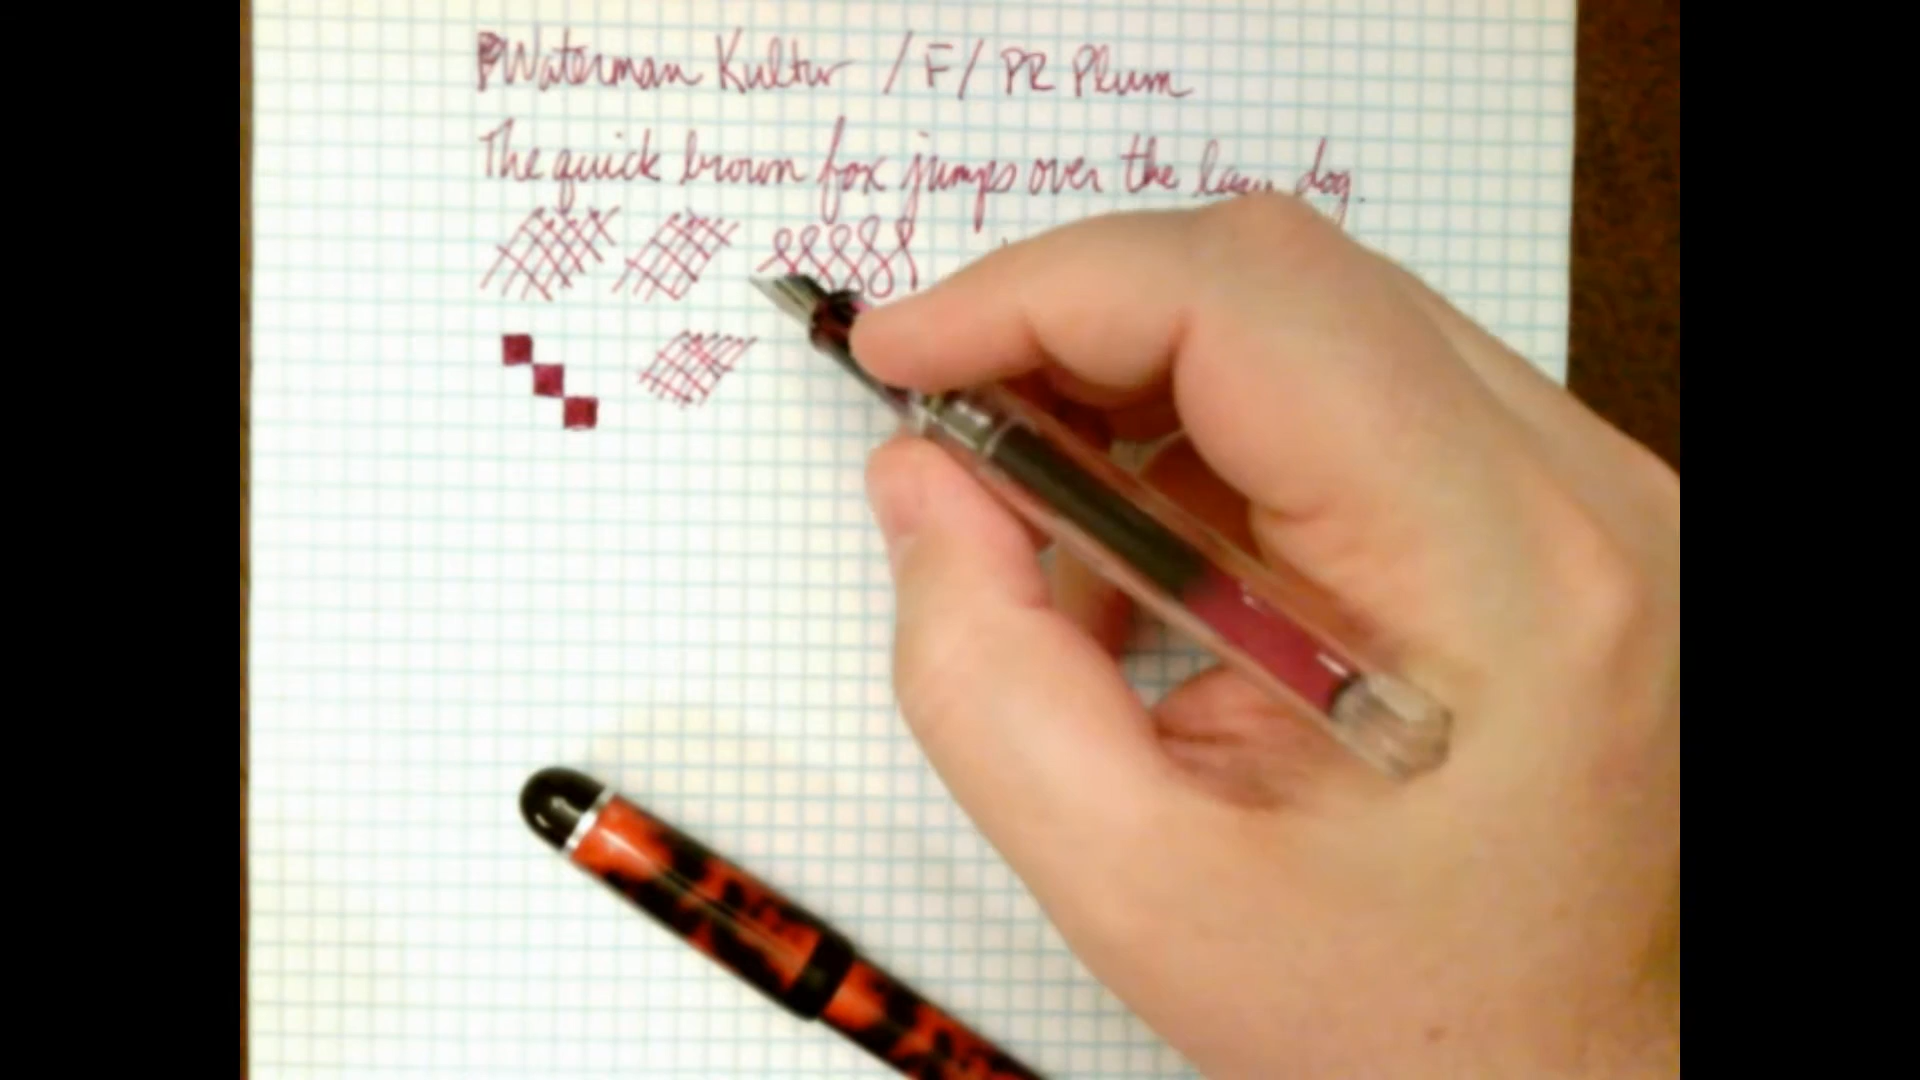 Waterman Kultur / F / PR Plum
The quick brown fox jumps over the lazy dog.